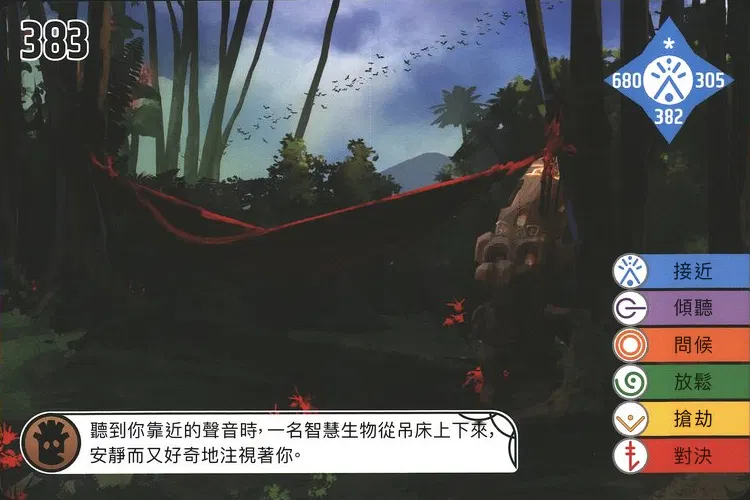 383
*
680
305
382
接近
傾聽
問候
放鬆
搶劫
對決
聽到你靠近的聲音時，一名智慧生物從吊床上下來，
安靜而又好奇地注視著你。